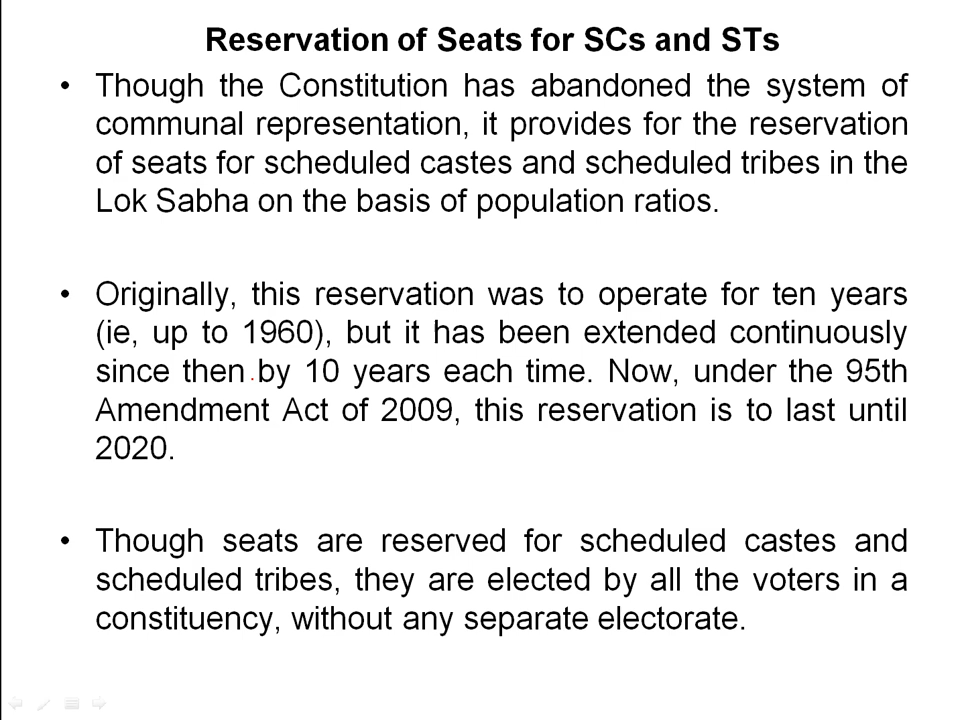 Reservation of Seats for SCs and STs
• Though the Constitution has abandoned the system of
communal representation, it provides for the reservation
of seats for scheduled castes and scheduled tribes in the
Lok Sabha on the basis of population ratios.
• Originally, this reservation was to operate for ten years
(ie, up to 1960), but it has been extended continuously
since then by 10 years each time. Now, under the 95th
Amendment Act of 2009, this reservation is to last until
2020.
• Though seats are reserved for scheduled castes and
scheduled tribes, they are elected by all the voters in a
constituency, without any separate electorate.